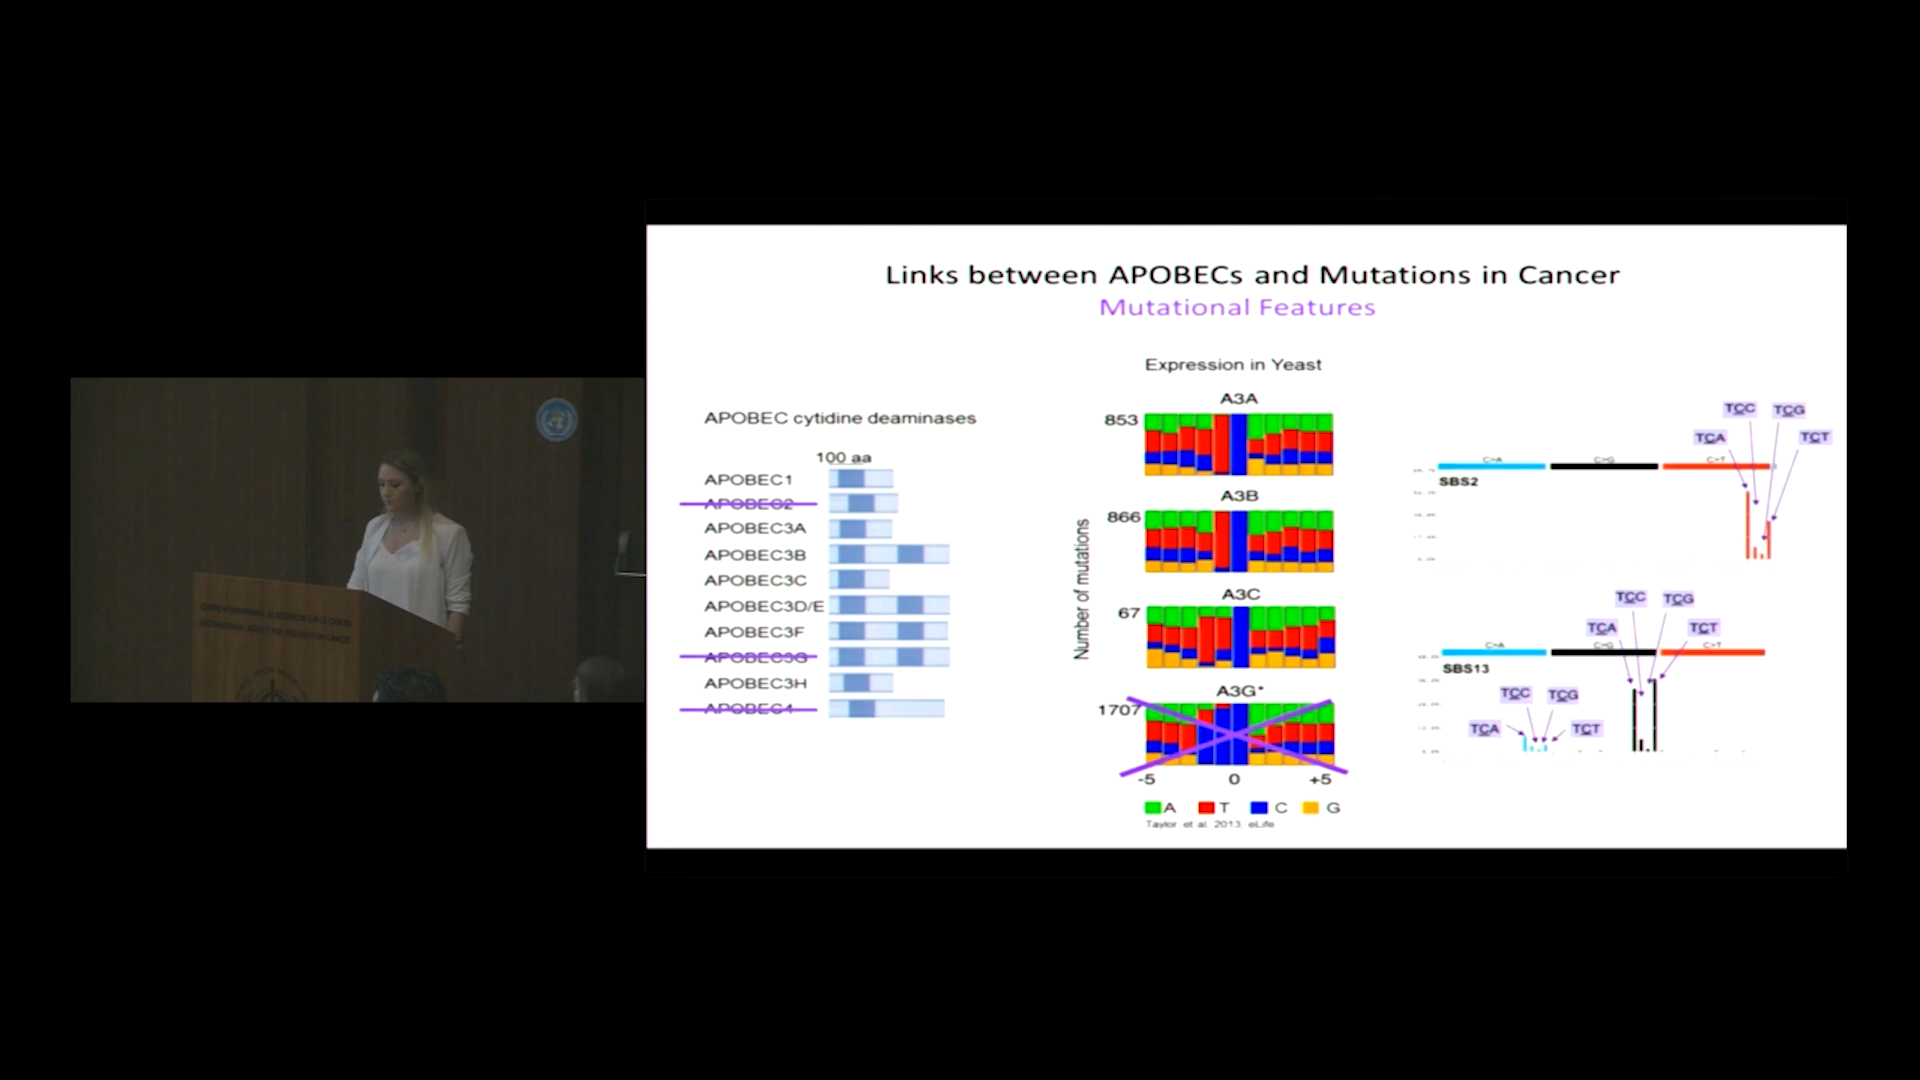 Links between APOBECs and Mutations in Cancer
Mutational Features
APOBEC cytidine deaminases
100 aa
APOBEC1
APOBEC2
APOBEC3A
APOBEC3B
APOBEC3C
APOBEC3D/E
APOBEC3F
APOBEC3G
APOBEC3H
APOBEC4
Expression in Yeast
Number of mutations
A3A
853
A3B
866
A3C
67
A3G*
1707
-5 0 +5
A T C G
Taylor et al. 2013. eLife
TCC TCG
TCA TCT
C>A C>G C>T
SBS2
TCC TCG
TCA TCT
C>A C>G C>T
SBS13
TCC TCG
TCA TCT